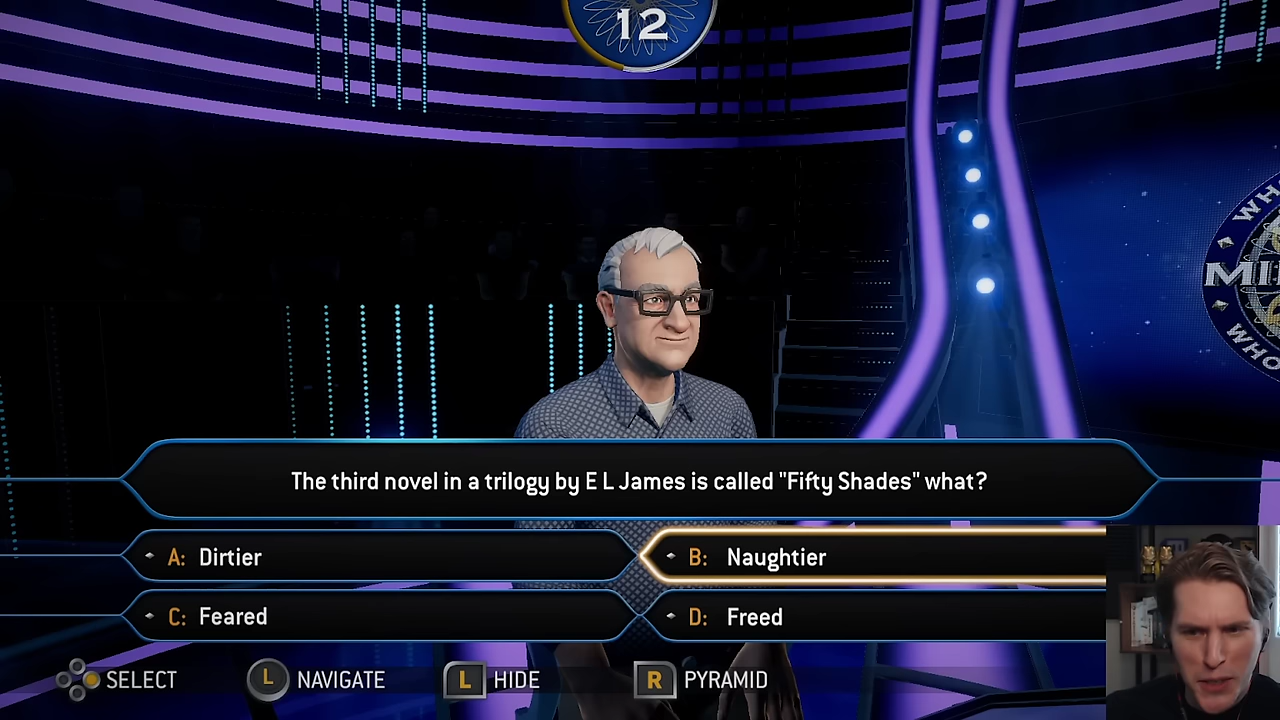 12
The third novel in a trilogy by E L James is called "Fifty Shades" what?
A: Dirtier
B: Naughtier
C: Feared
D: Freed
L SELECT
L NAVIGATE
L HIDE
R PYRAMID